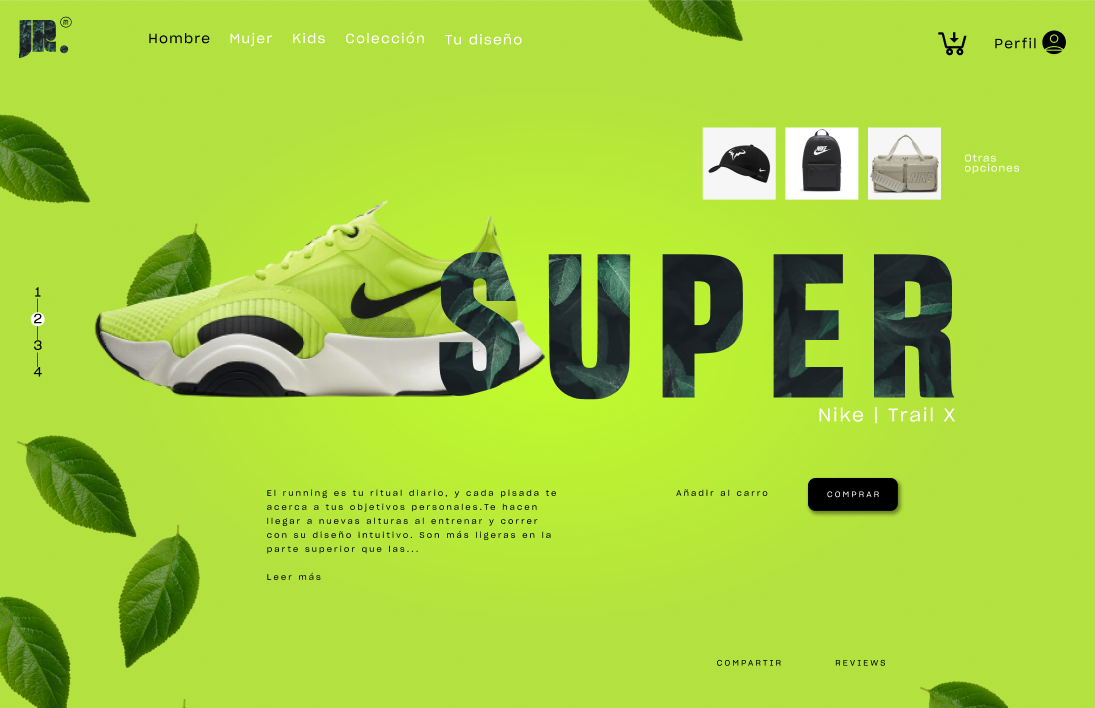 JR.
Hombre
Mujer
Kids
Colección
Tu diseño
Perfil
NIKE
Otras
opciones
1
2
3
4
SUPER
Nike | Trail X
El running es tu ritual diario, y cada pisada te
acerca a tus objetivos personales.Te hacen
llegar a nuevas alturas al entrenar y correr
con su diseño intuitivo. Son más ligeras en la
parte superior que las...
Leer más
Añadir al carro
COMPRAR
COMPARTIR
REVIEWS